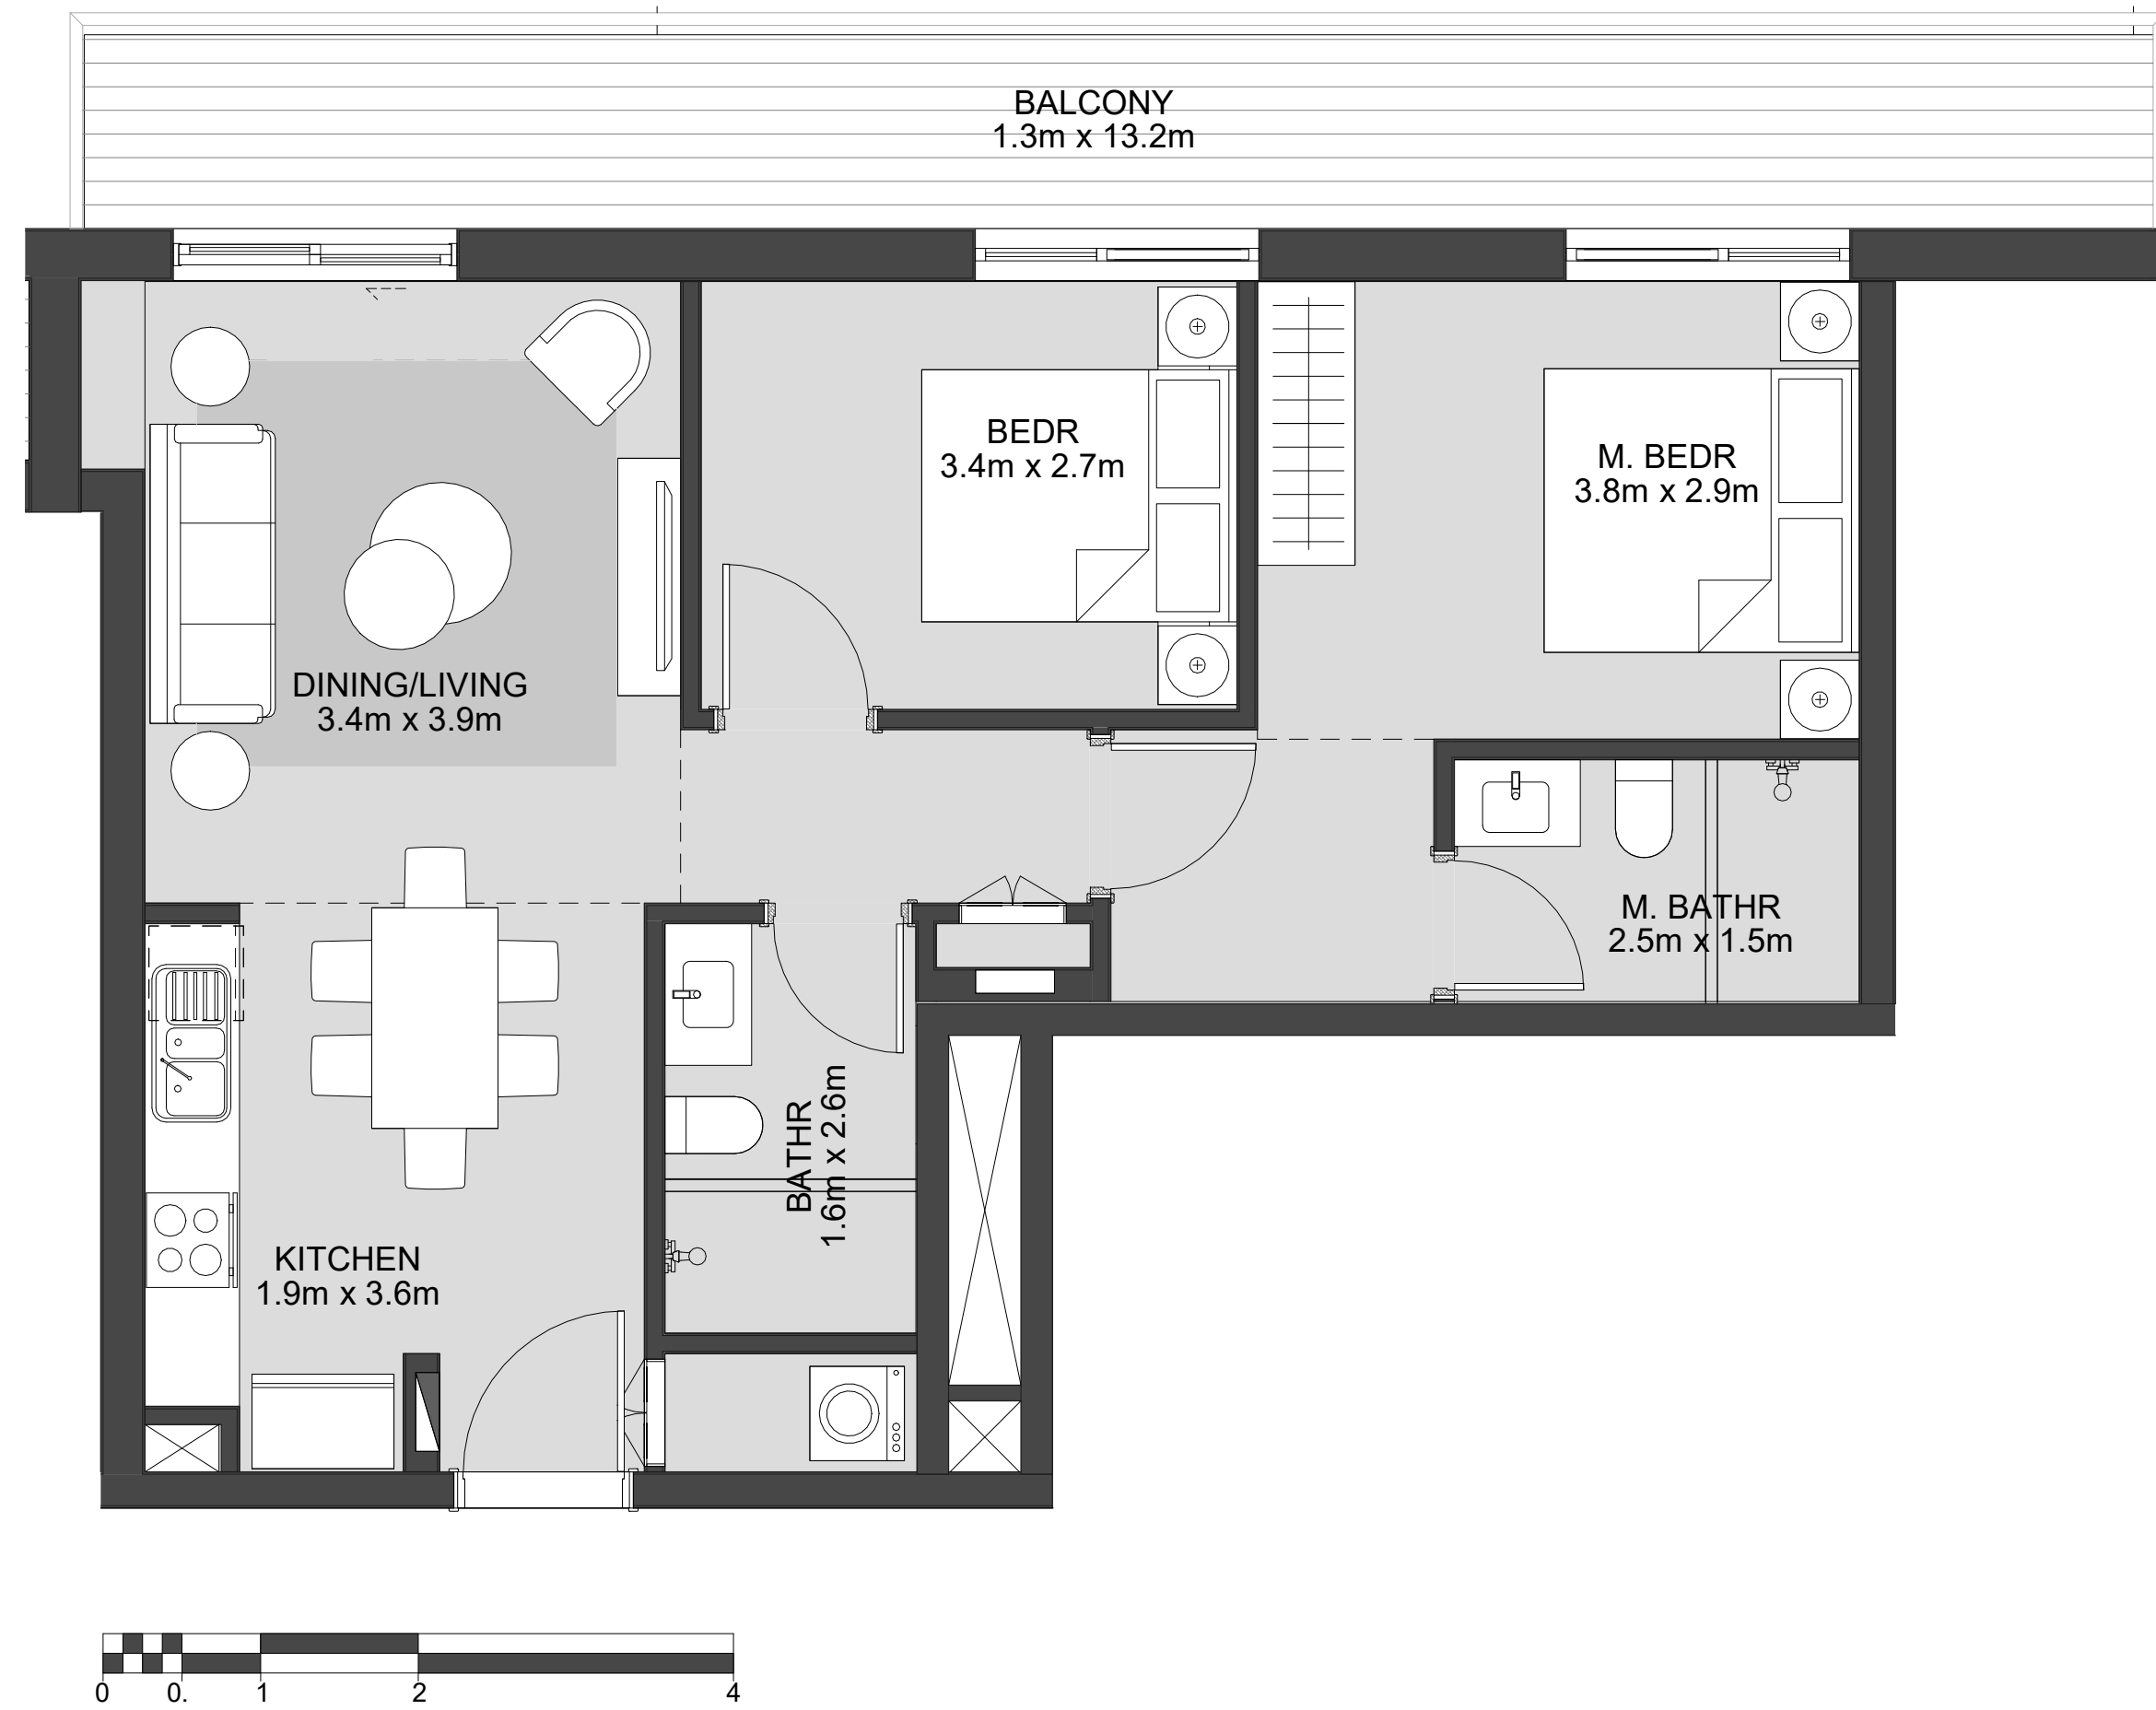 BALCONY
1.3m x 13.2m
BEDR
3.4m x 2.7m
M. BEDR
3.8m x 2.9m
DINING/LIVING
3.4m x 3.9m
M. BATHR
2.5m x 1.5m
BATHR
1.6m x 2.6m
KITCHEN
1.9m x 3.6m
0 0. 1 2 4